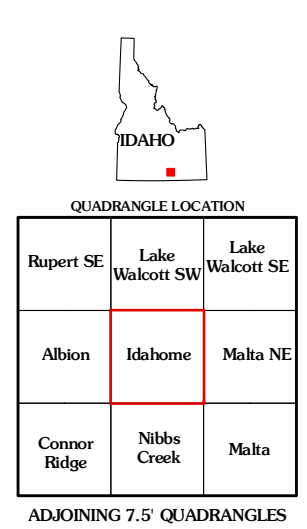 IDAHO
QUADRANGLE LOCATION
Rupert SE
Lake
Walcott SW
Lake
Walcott SE
Albion
Idahome
Malta NE
Connor
Ridge
Nibbs
Creek
Malta
ADJOINING 7.5' QUADRANGLES